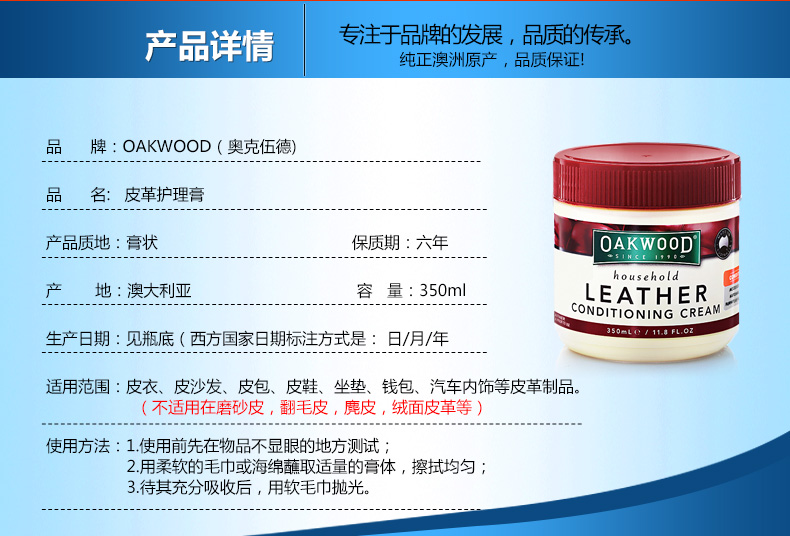 产品详情
专注于品牌的发展，品质的传承。
纯正澳洲原产，品质保证!
品 牌：OAKWOOD（奥克伍德)
品 名: 皮革护理膏
产品质地：膏状 保质期：六年
产 地：澳大利亚 容 量：350ml
生产日期：见瓶底（西方国家日期标注方式是： 日/月/年
适用范围：皮衣、皮沙发、皮包、皮鞋、坐垫、钱包、汽车内饰等皮革制品。
（不适用在磨砂皮，翻毛皮，麂皮，绒面皮革等）
使用方法：1.使用前先在物品不显眼的地方测试；
2.用柔软的毛巾或海绵蘸取适量的膏体，擦拭均匀；
3.待其充分吸收后，用软毛巾抛光。
OAKWOOD®
SINCE 1990
household
LEATHER
CONDITIONING CREAM
350mL℮ / 11.8 FL.OZ